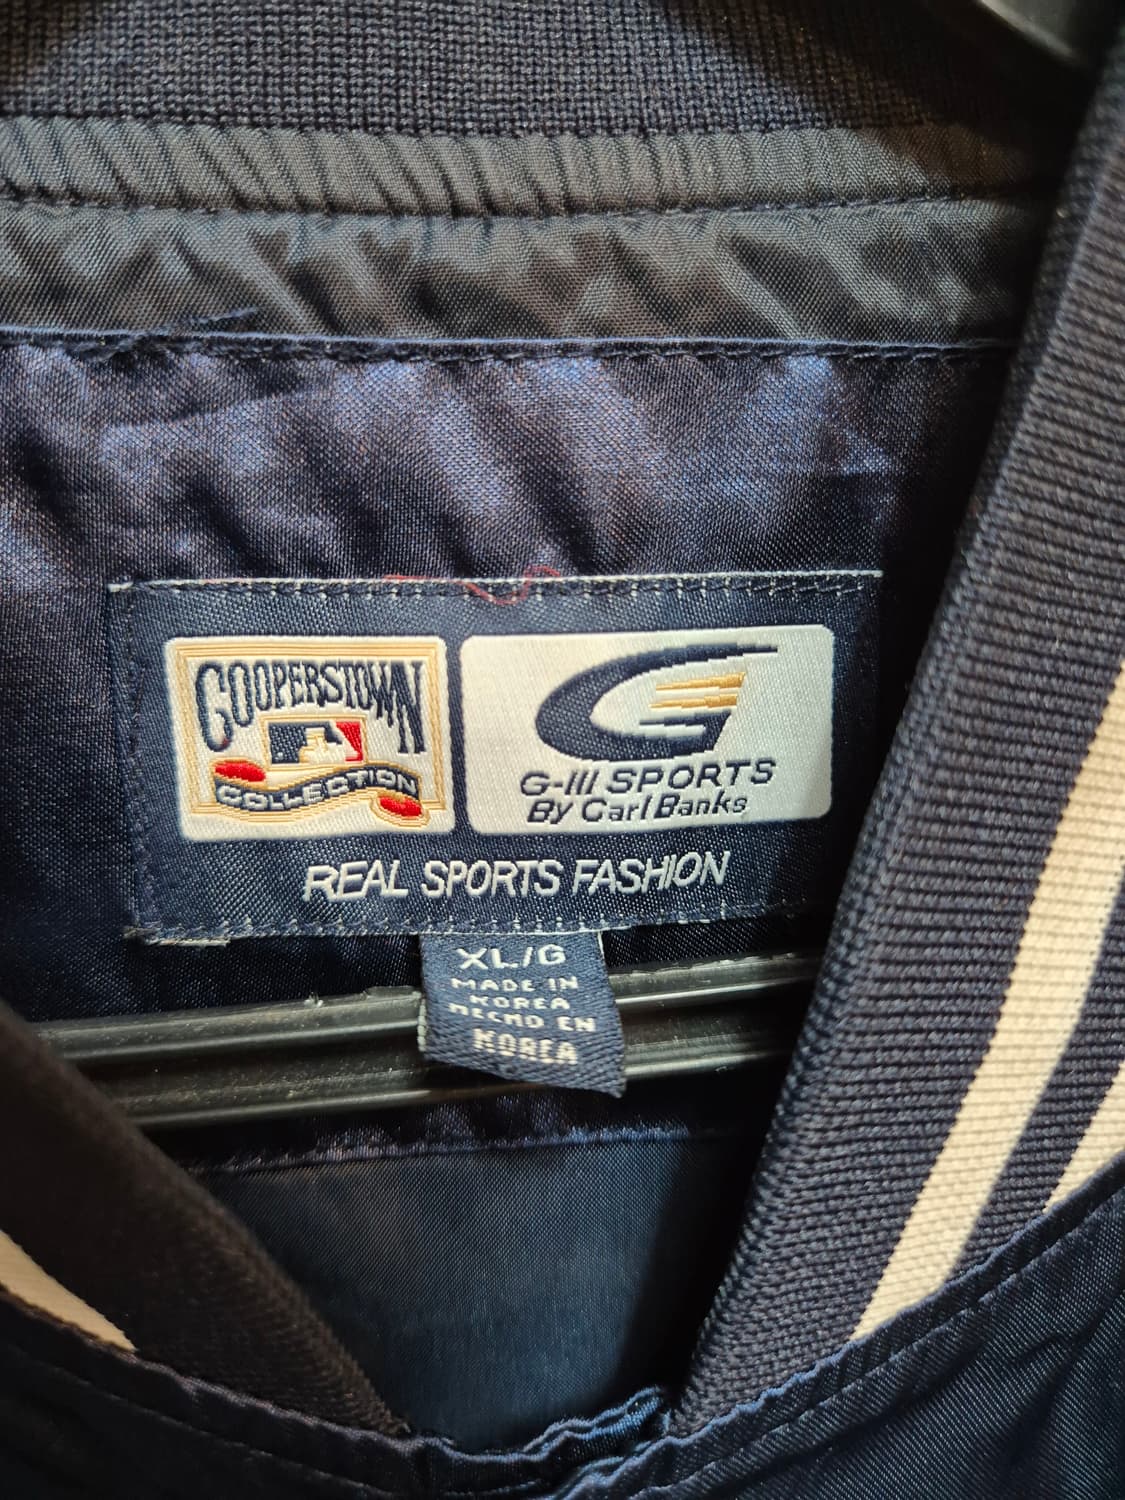 COOPERSTOWN
COLLECTION
G-III SPORTS
By Carl Banks
REAL SPORTS FASHION
XL/G
MADE IN
KOREA
HECHO EN
KOREA